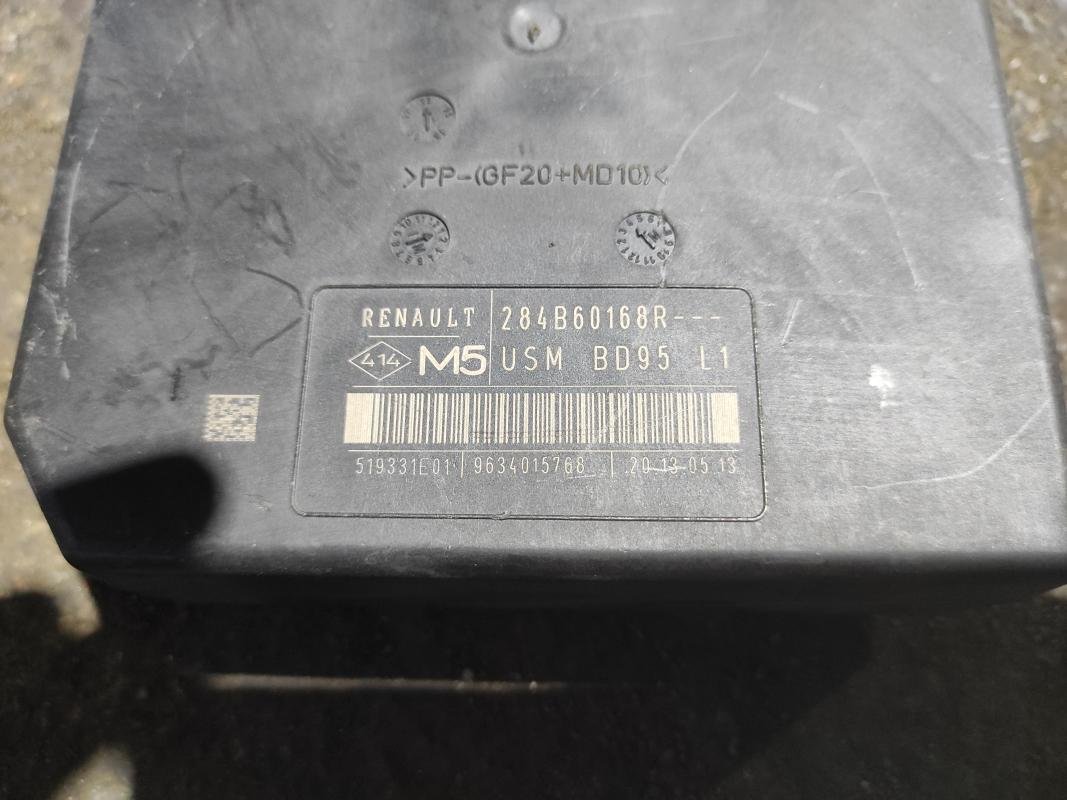 >PP-(GF20+MD10)<
RENAULT 284B60168R---
414 M5 USM BD95 L1
519331E01 9634015768 20-13-05 13